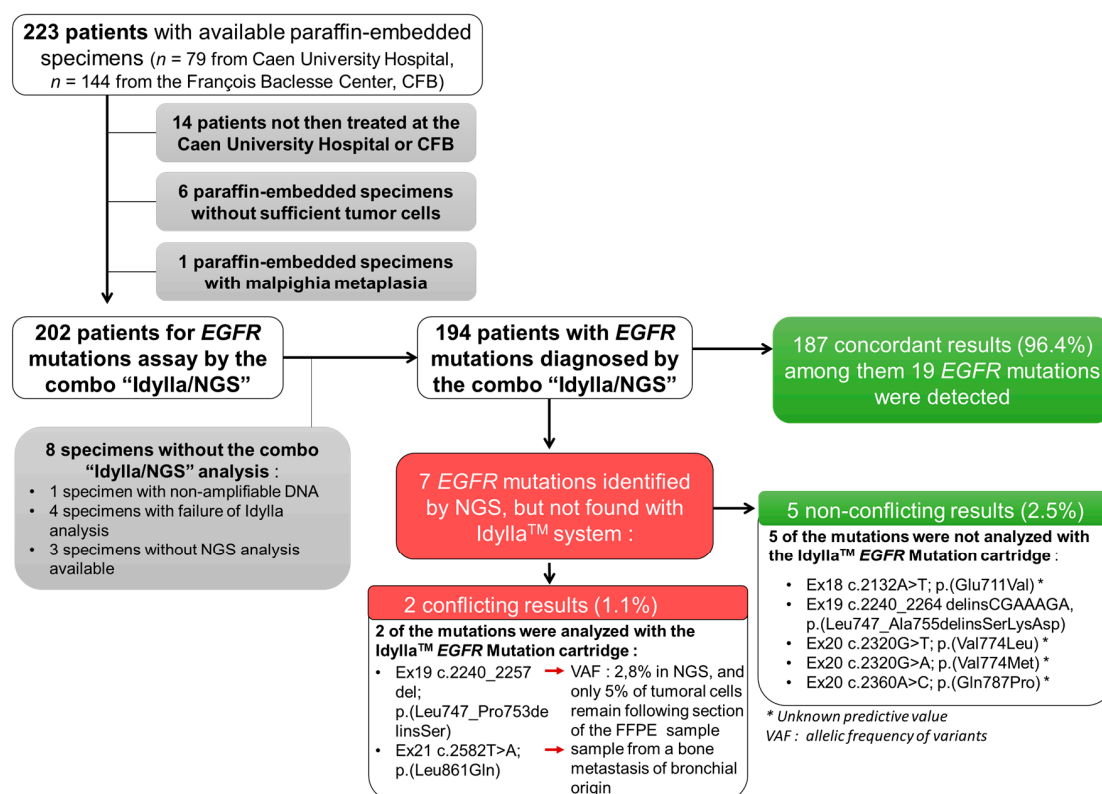 223 patients with available paraffin-embedded
specimens (n = 79 from Caen University Hospital,
n = 144 from the François Baclesse Center, CFB)
14 patients not then treated at the
Caen University Hospital or CFB
6 paraffin-embedded specimens
without sufficient tumor cells
1 paraffin-embedded specimens
with malpighia metaplasia
202 patients for EGFR
mutations assay by the
combo “Idylla/NGS”
194 patients with EGFR
mutations diagnosed by
the combo “Idylla/NGS”
187 concordant results (96.4%)
among them 19 EGFR mutations
were detected
8 specimens without the combo
“Idylla/NGS” analysis :
• 1 specimen with non-amplifiable DNA
• 4 specimens with failure of Idylla
analysis
• 3 specimens without NGS analysis
available
7 EGFR mutations identified
by NGS, but not found with
Idylla™ system :
5 non-conflicting results (2.5%)
5 of the mutations were not analyzed with
the Idylla™ EGFR Mutation cartridge :
• Ex18 c.2132A>T; p.(Glu711Val) *
• Ex19 c.2240_2264 delinsCGAAAGA,
p.(Leu747_Ala755delinsSerLysAsp)
• Ex20 c.2320G>T; p.(Val774Leu) *
• Ex20 c.2320G>A; p.(Val774Met) *
• Ex20 c.2360A>C; p.(Gln787Pro) *
* Unknown predictive value
VAF : allelic frequency of variants
2 conflicting results (1.1%)
2 of the mutations were analyzed with the
Idylla™ EGFR Mutation cartridge :
• Ex19 c.2240_2257
del;
p.(Leu747_Pro753de
linsSer)
• Ex21 c.2582T>A;
p.(Leu861Gln)
VAF : 2,8% in NGS, and
only 5% of tumoral cells
remain following section
of the FFPE sample
sample from a bone
metastasis of bronchial
origin